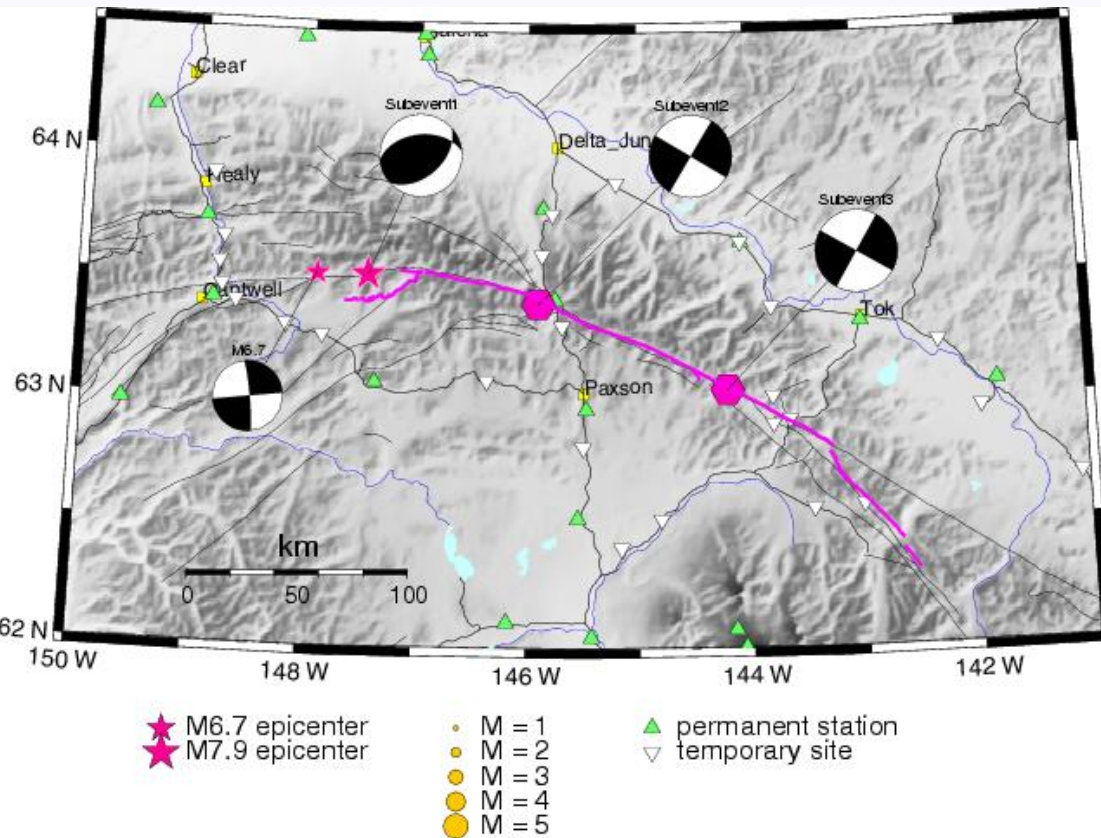 Clear
Subevent1
Subevent2
64 N
Delta_Jun
Healy
Subevent3
Cantwell
Tok
M6.7
63 N
Paxson
km
0 50 100
62 N
150 W 148 W 146 W 144 W 142 W
M6.7 epicenter
M7.9 epicenter
M = 1
M = 2
M = 3
M = 4
M = 5
permanent station
temporary site